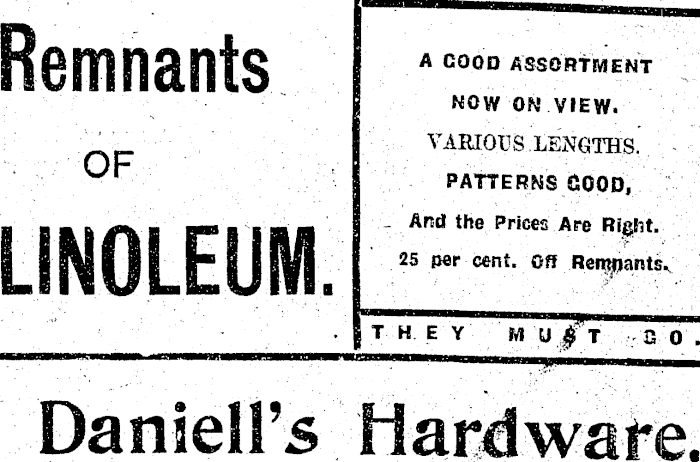 Remnants
OF
LINOLEUM.
A GOOD ASSORTMENT
NOW ON VIEW.
VARIOUS LENGTHS.
PATTERNS GOOD,
And the Prices Are Right.
25 per cent. Off Remnants.
THEY MUST GO.
Daniell's Hardware.